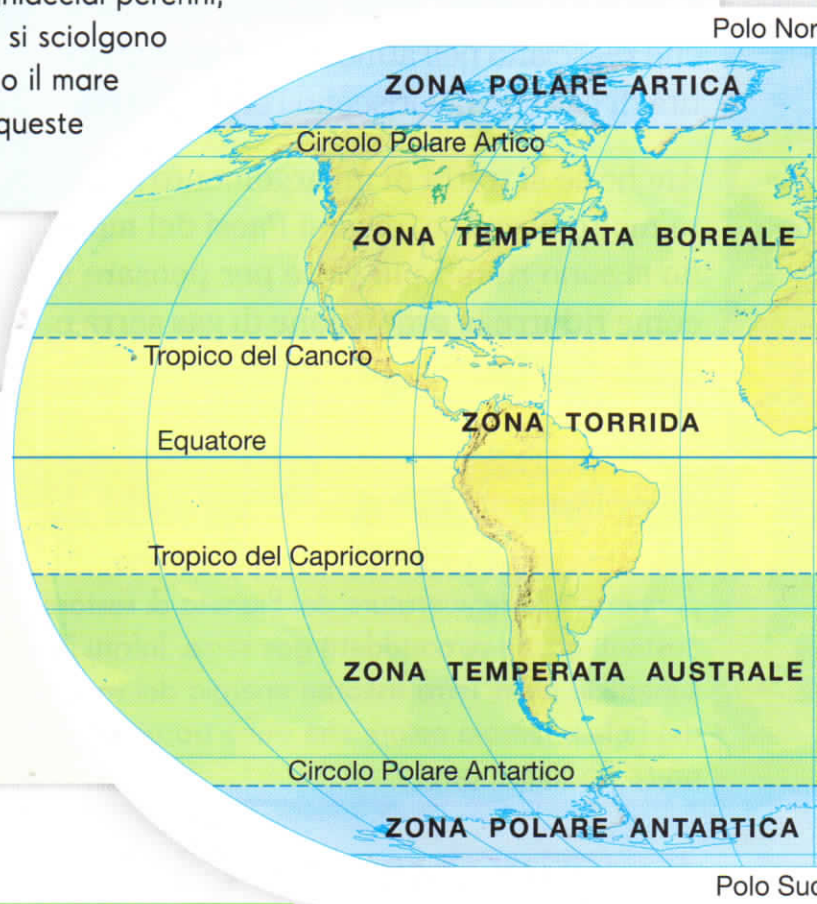 perenni,
si sciolgono
o il mare
queste
Polo Nor
ZONA POLARE ARTICA
Circolo Polare Artico
ZONA TEMPERATA BOREALE
Tropico del Cancro
ZONA TORRIDA
Equatore
Tropico del Capricorno
ZONA TEMPERATA AUSTRALE
Circolo Polare Antartico
ZONA POLARE ANTARTICA
Polo Sud